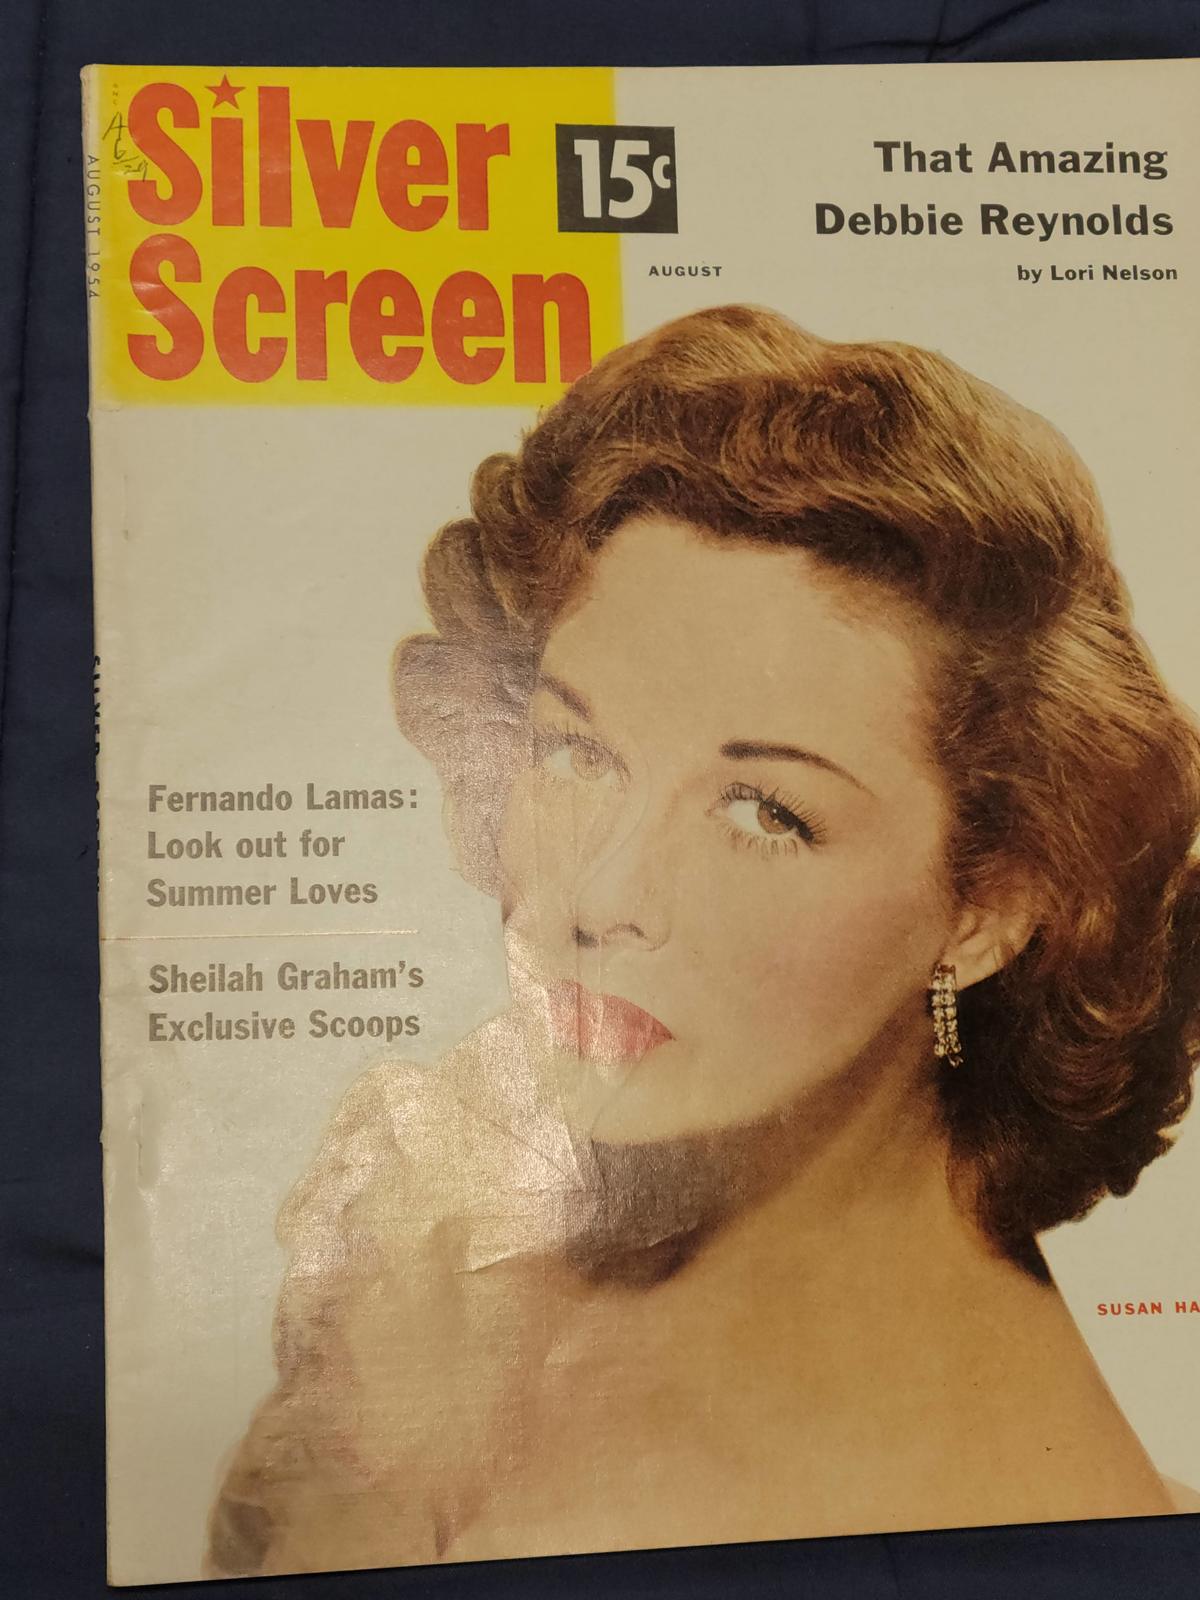 Silver
Screen
15c
AUGUST
That Amazing
Debbie Reynolds
by Lori Nelson
AUGUST 1954
Fernando Lamas:
Look out for
Summer Loves
Sheilah Graham's
Exclusive Scoops
SUSAN HA